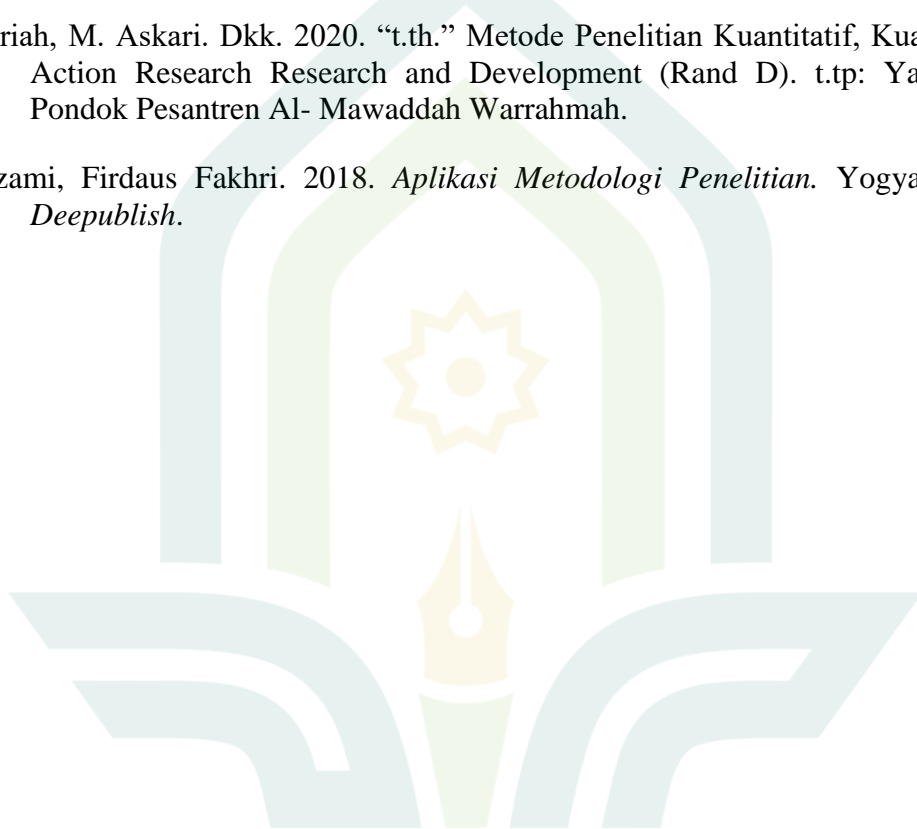 riah, M. Askari. Dkk. 2020. “t.th.” Metode Penelitian Kuantitatif, Kua
Action Research Research and Development (Rand D). t.tp: Ya
Pondok Pesantren Al- Mawaddah Warrahmah.
zami, Firdaus Fakhri. 2018. Aplikasi Metodologi Penelitian. Yogya
Deepublish.